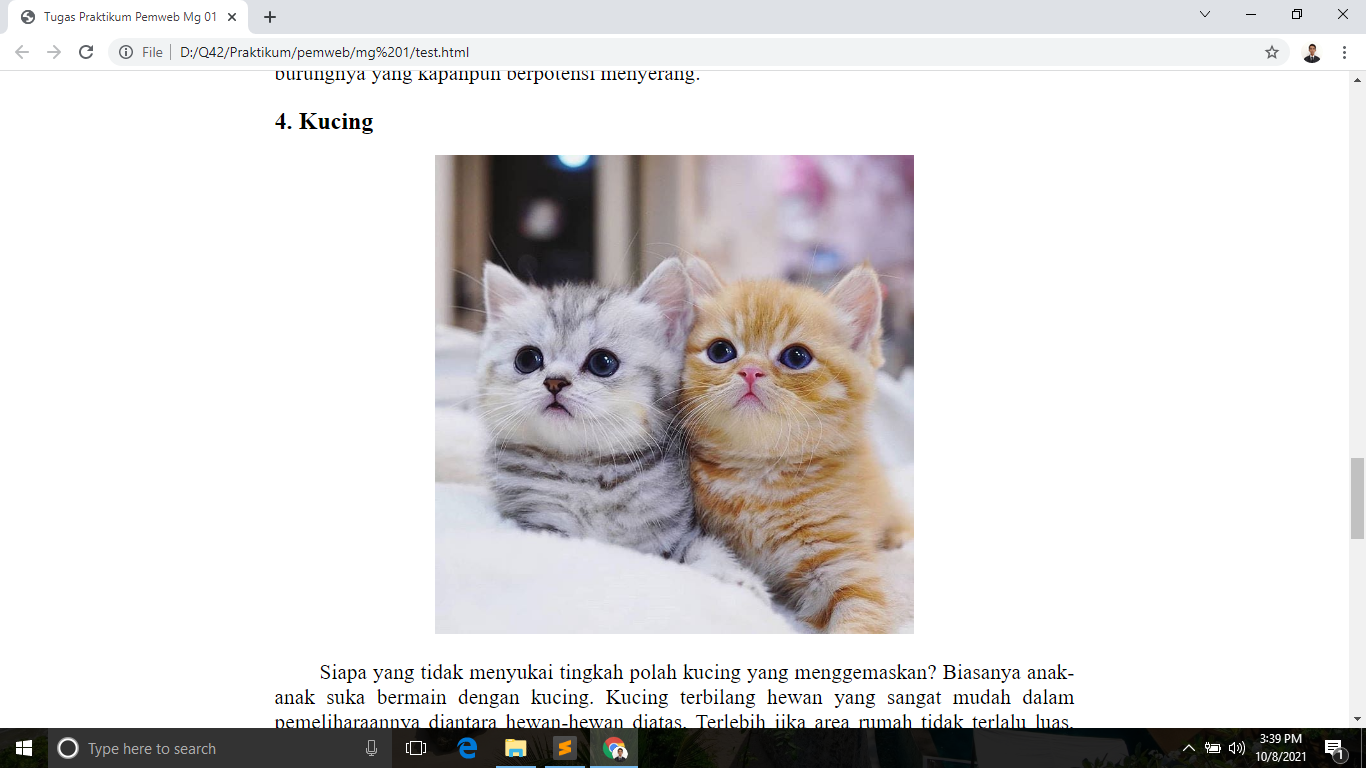 Tugas Praktikum Pemweb Mg 01
File
D:/Q42/Praktikum/pemweb/mg%201/test.html
burungnya yang kapanpun berpotensi menyerang.
4. Kucing
Siapa yang tidak menyukai tingkah polah kucing yang menggemaskan? Biasanya anak-
anak suka bermain dengan kucing. Kucing terbilang hewan yang sangat mudah dalam
pemeliharaannya diantara hewan-hewan diatas. Terlebih jika area rumah tidak terlalu luas.
Type here to search
3:39 PM
10/8/2021
1